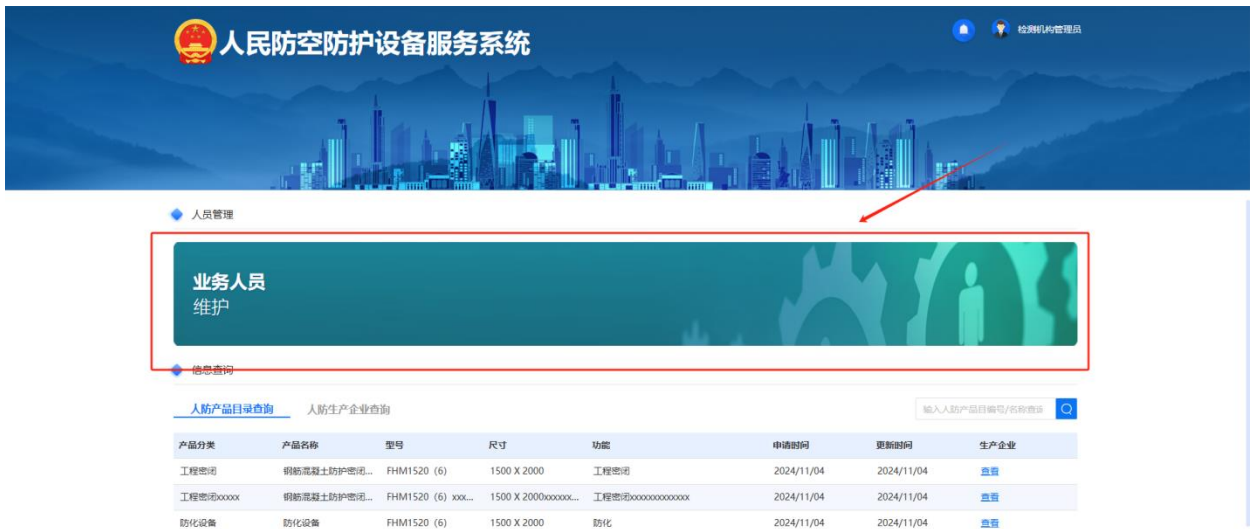 人民防空防护设备服务系统
检测机构管理员
人员管理
业务人员
维护
信息查询
人防产品目录查询 人防生产企业查询 输入人防产品目编号/名称查询
产品分类 产品名称 型号 尺寸 功能 申请时间 更新时间 生产企业
工程密闭 钢筋混凝土防护密闭... FHM1520（6） 1500 X 2000 工程密闭 2024/11/04 2024/11/04 查看
工程密闭xxxxx 钢筋混凝土防护密闭... FHM1520（6）xxx... 1500 X 2000xxxxxx... 工程密闭xxxxxxxxxxxxx 2024/11/04 2024/11/04 查看
防化设备 防化设备 FHM1520（6） 1500 X 2000 防化 2024/11/04 2024/11/04 查看